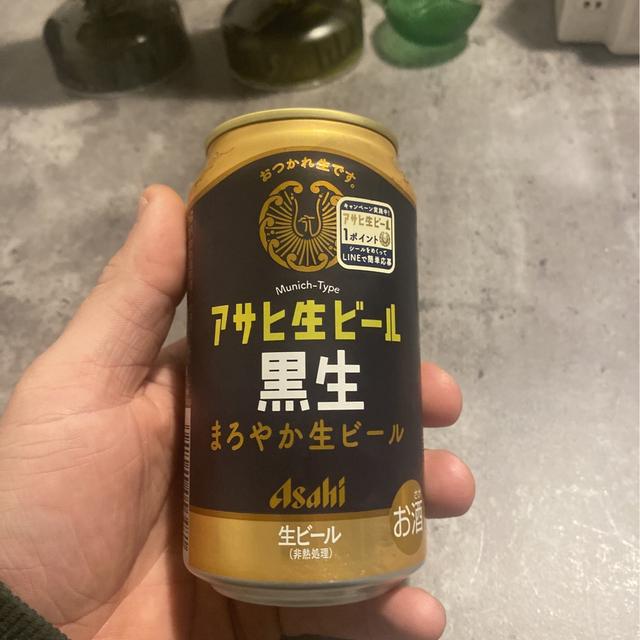 おつかれ生です。
キャンペーン実施中!
アサヒ生ビール
1ポイント
シールをめくって
LINEで簡単応募
Munich-Type
アサヒ生ビール
黒生
まろやか生ビール
Asahi
生ビール
(非熱処理)
お酒